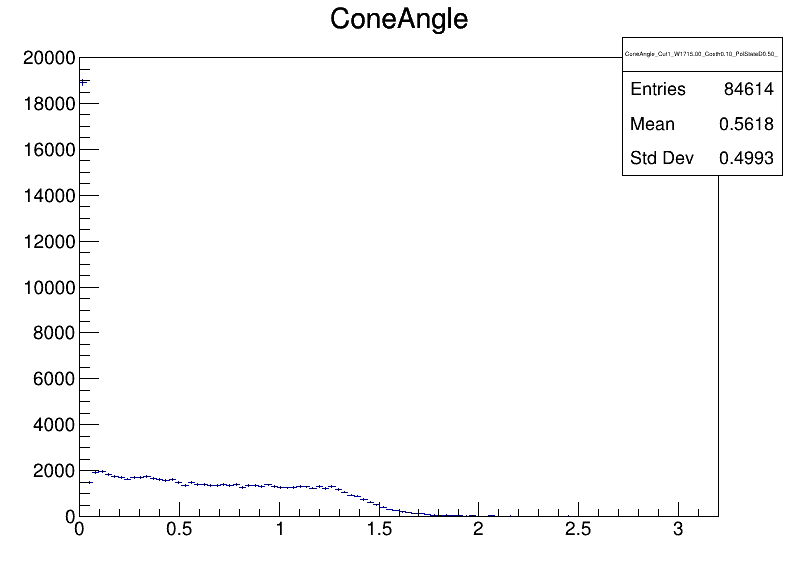 ConeAngle
ConeAngle_Cut1_W1715.00_Costh0.10_PolStateD0.50_
Entries 84614
Mean 0.5618
Std Dev 0.4993
20000
18000
16000
14000
12000
10000
8000
6000
4000
2000
0
0 0.5 1 1.5 2 2.5 3